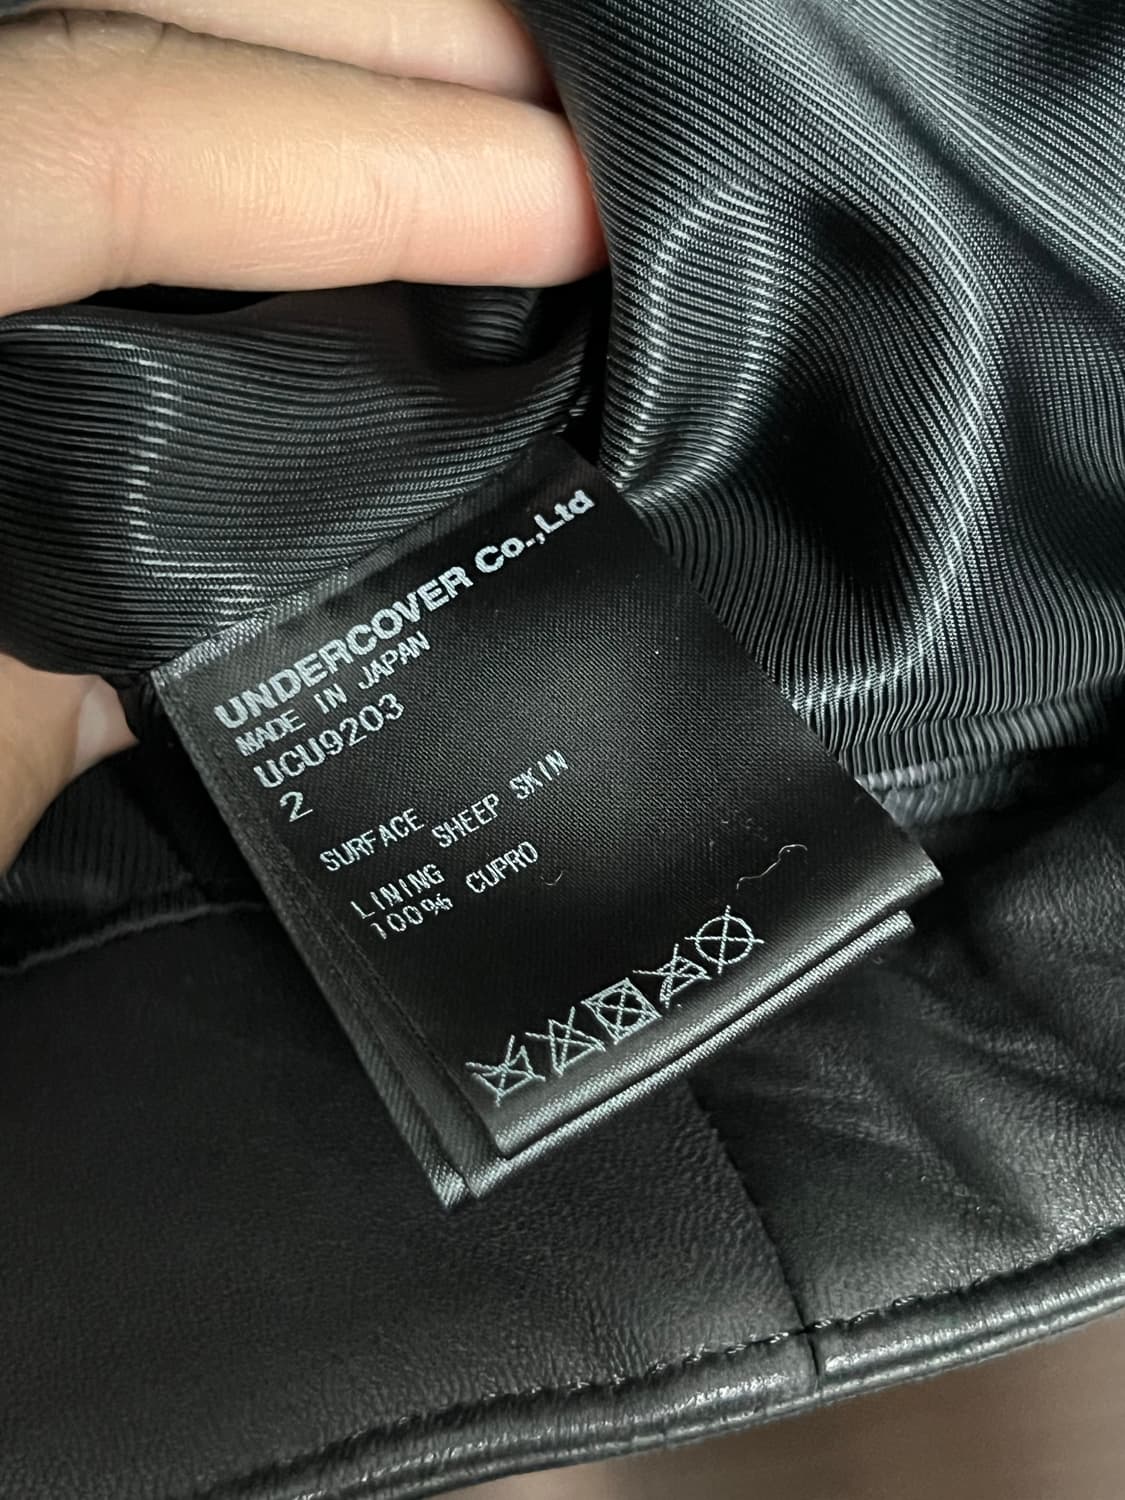 UNDERCOVER Co.,Ltd
MADE IN JAPAN
UCU9203
2
SURFACE
SHEEP SKIN
LINING
100% CUPRO